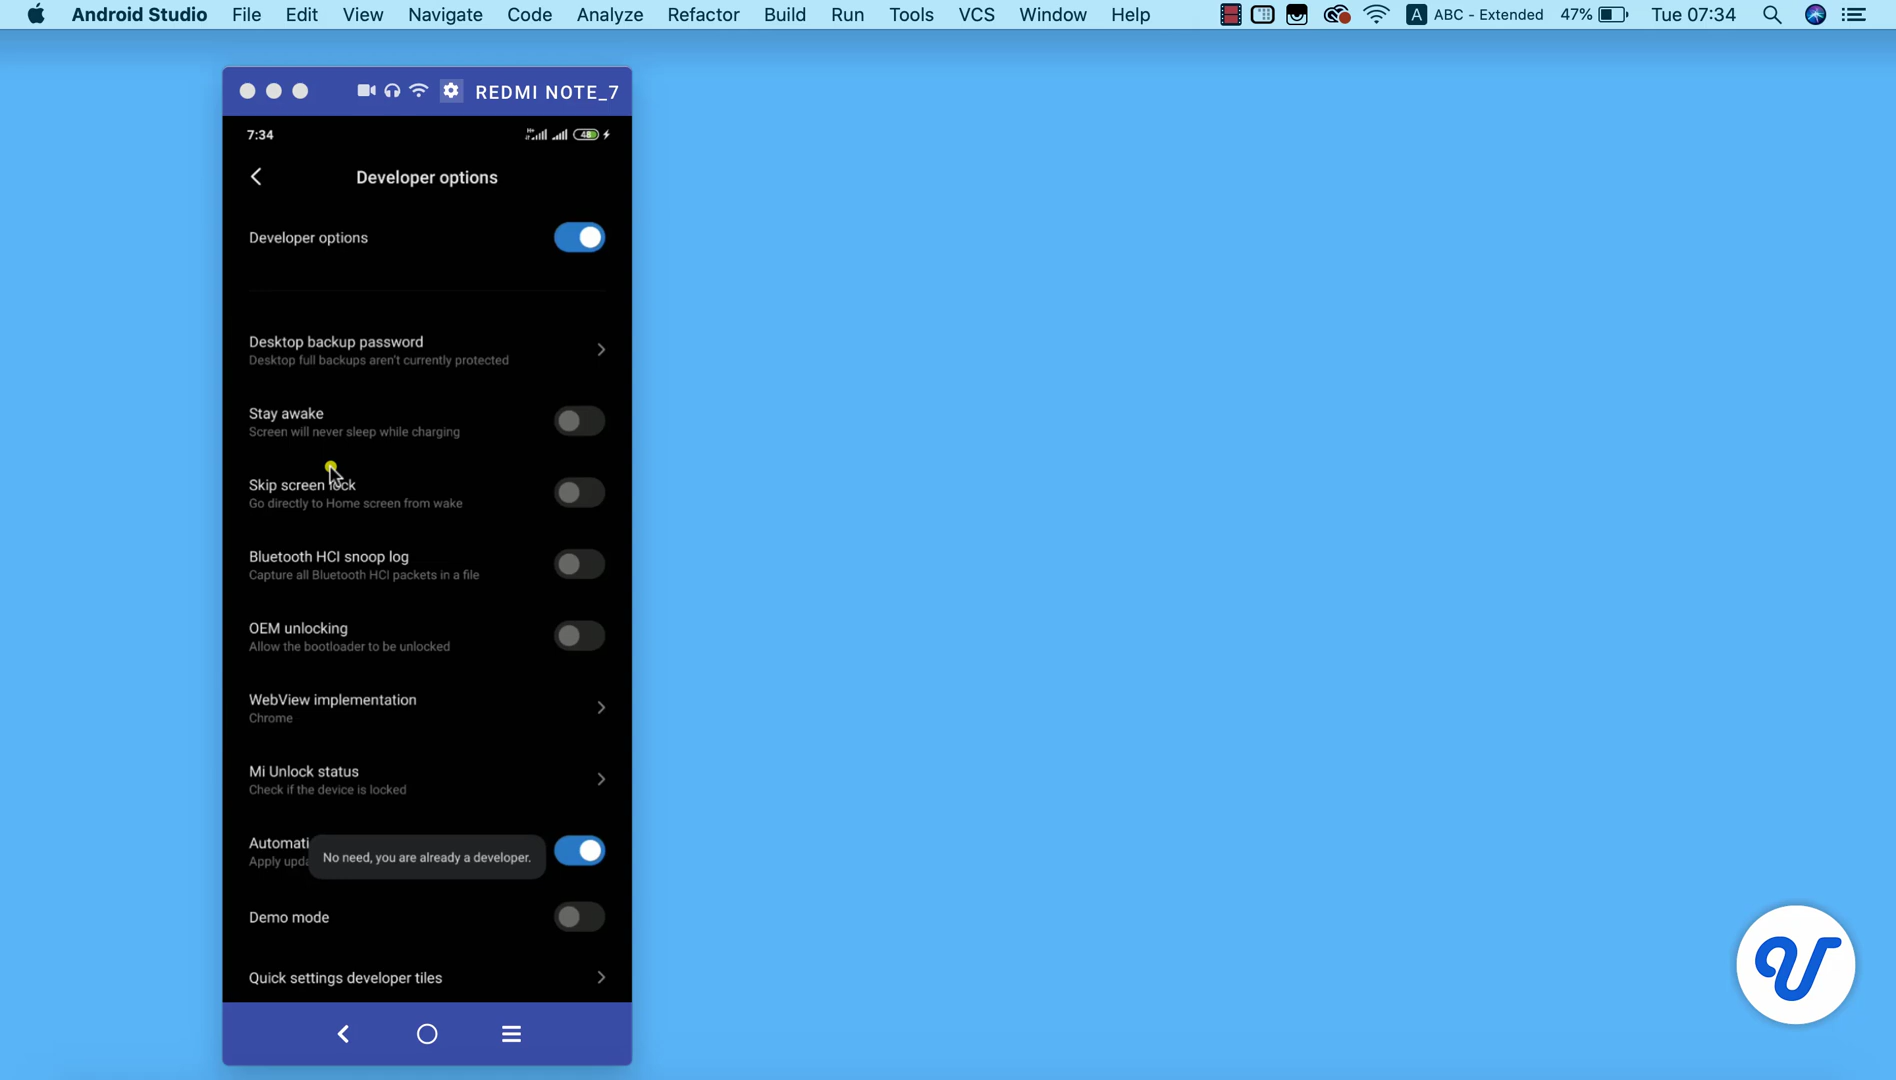 Android Studio File Edit View Navigate Code Analyze Refactor Build Run Tools VCS Window Help A ABC - Extended 47% Tue 07:34
REDMI NOTE_7
7:34 48
Developer options
Developer options
Desktop backup password
Desktop full backups aren't currently protected
Stay awake
Screen will never sleep while charging
Skip screen lock
Go directly to Home screen from wake
Bluetooth HCI snoop log
Capture all Bluetooth HCI packets in a file
OEM unlocking
Allow the bootloader to be unlocked
WebView implementation
Chrome
Mi Unlock status
Check if the device is locked
Automati
Apply upda
No need, you are already a developer.
Demo mode
Quick settings developer tiles